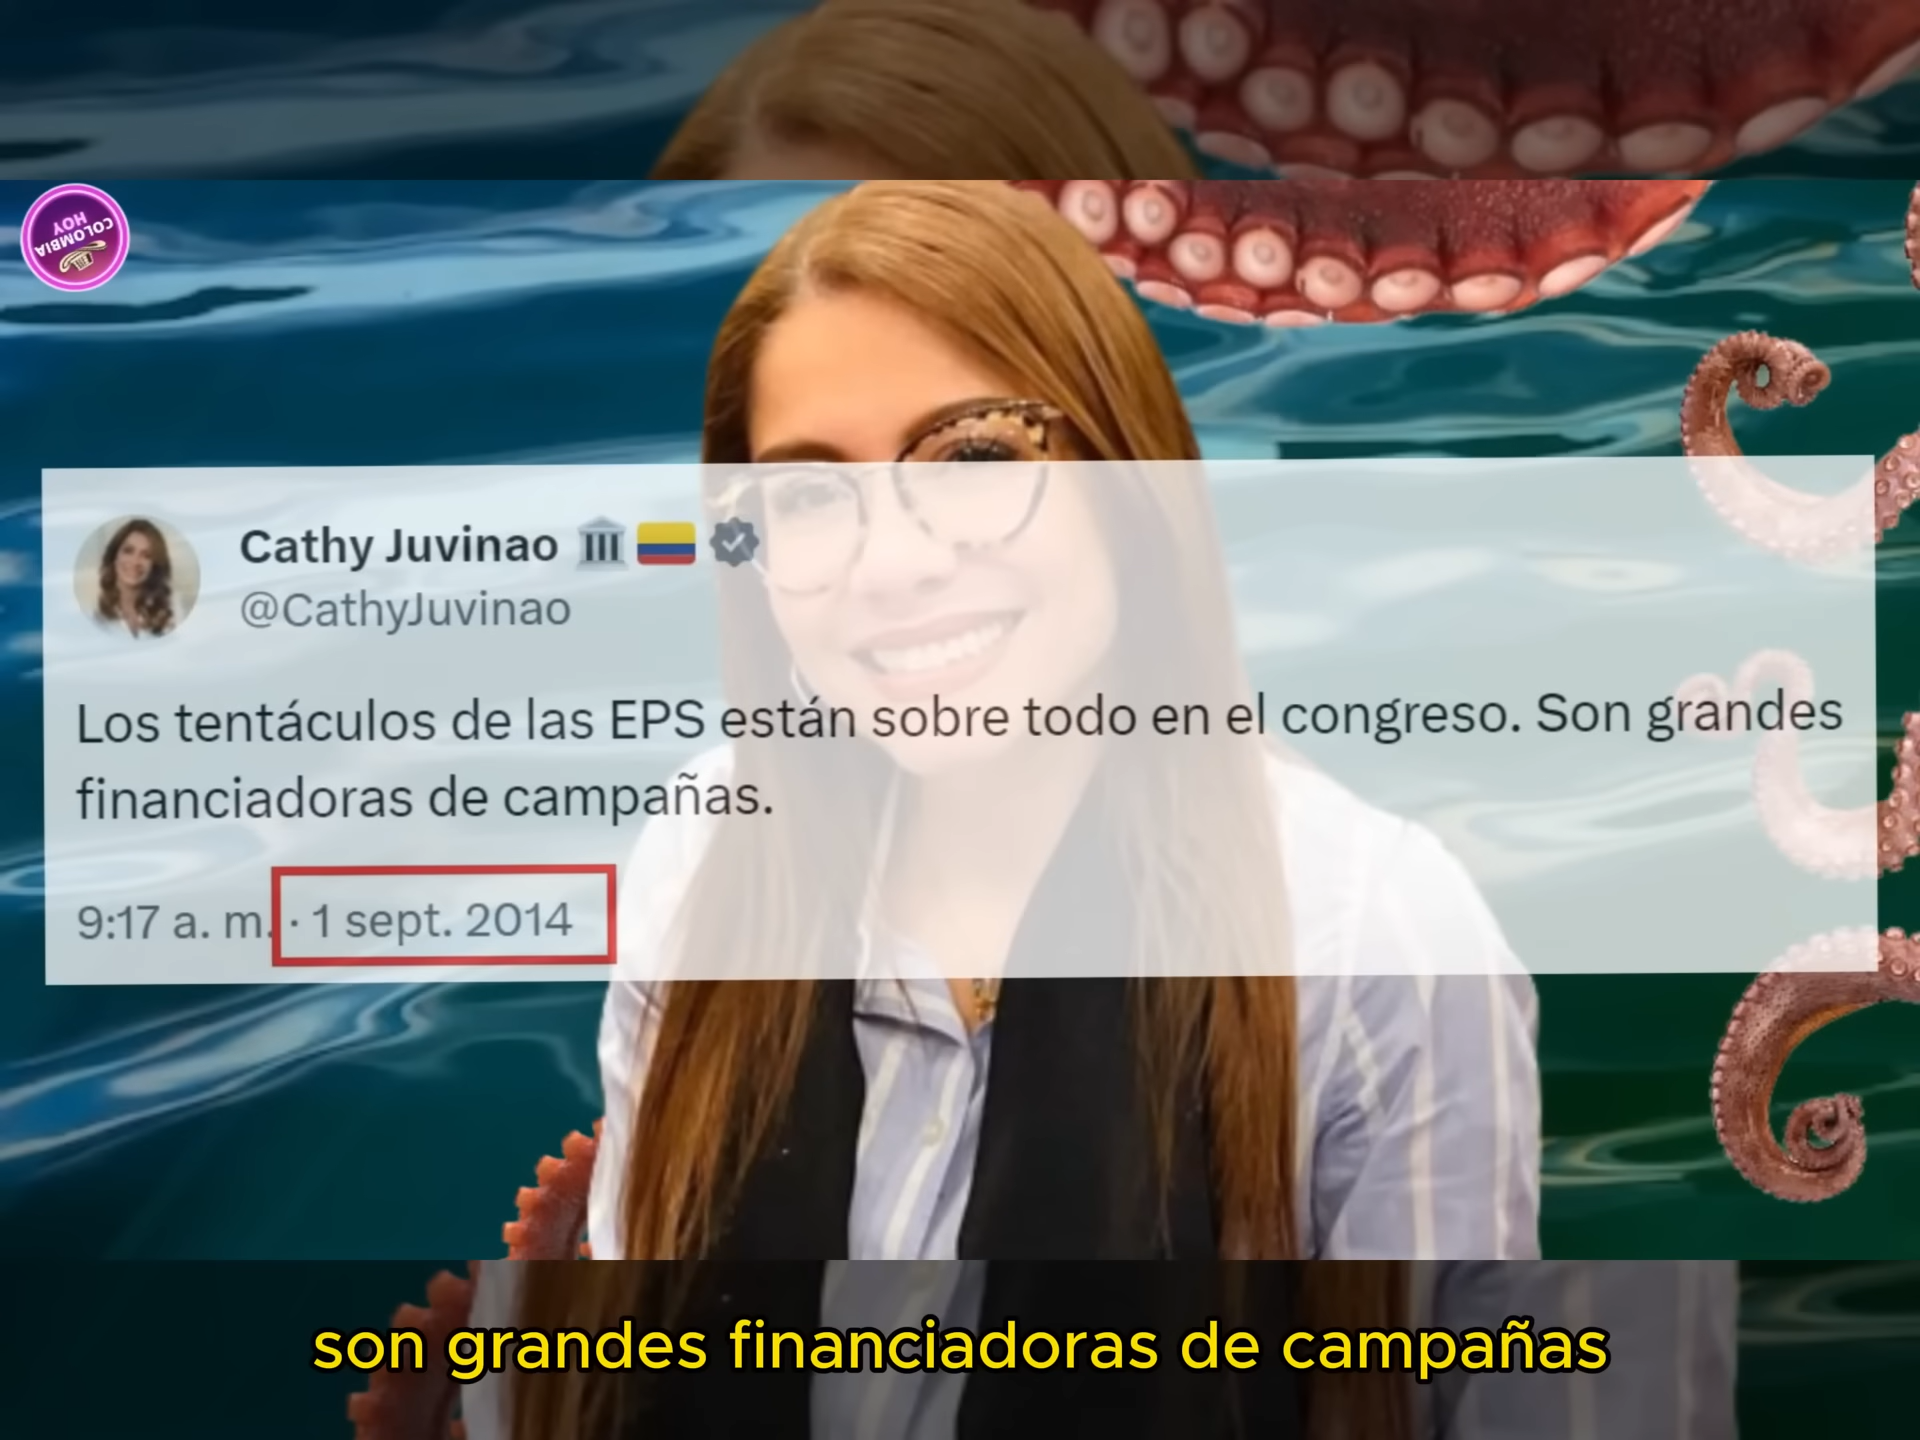 COLOMBIA
HOY
Cathy Juvinao 🏛️🇨🇴
@CathyJuvinao
Los tentáculos de las EPS están sobre todo en el congreso. Son grandes
financiadoras de campañas.
9:17 a. m. · 1 sept. 2014
son grandes financiadoras de campañas